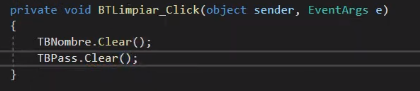 private void BTLimpiar_Click(object sender, EventArgs e)
{
TBNombre.Clear();
TBPass.Clear();
}